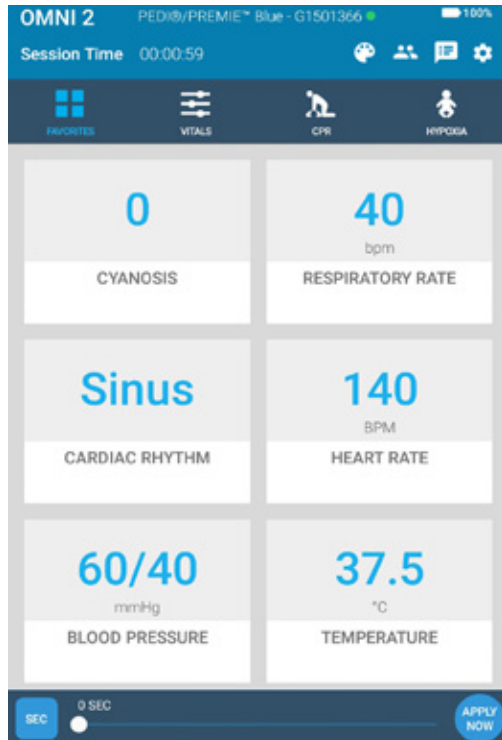 OMNI 2 PEDI®/PREMIE™ Blue - G1501366 100%
Session Time 00:00:59
FAVORITES VITALS CPR HYPOXIA
0 40
bpm
CYANOSIS RESPIRATORY RATE
Sinus 140
BPM
CARDIAC RHYTHM HEART RATE
60/40 37.5
mmHg °C
BLOOD PRESSURE TEMPERATURE
0 SEC
SEC APPLY
NOW